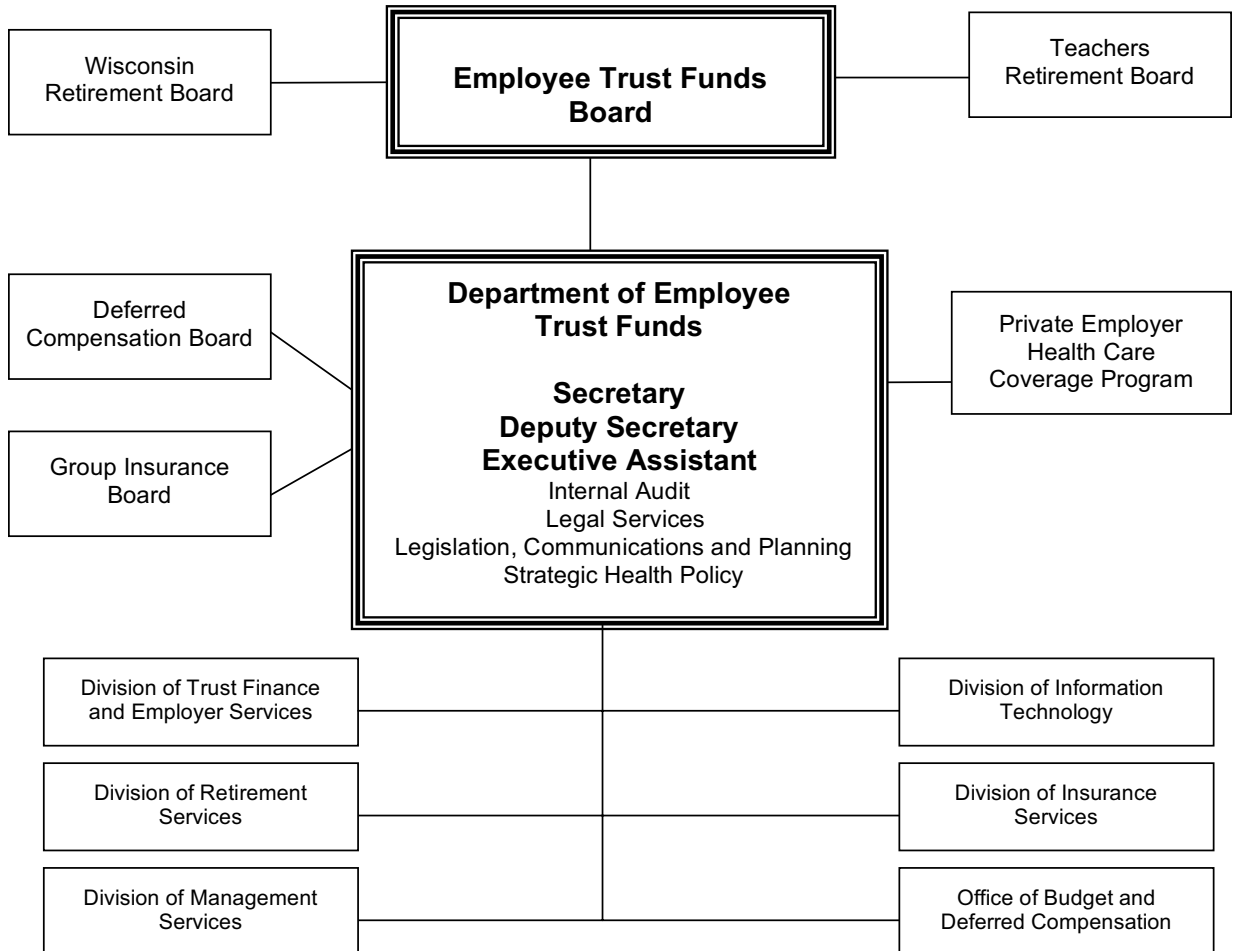 Wisconsin
Retirement Board
Employee Trust Funds
Board
Teachers
Retirement Board
Deferred
Compensation Board
Group Insurance
Board
Department of Employee
Trust Funds
Secretary
Deputy Secretary
Executive Assistant
Internal Audit
Legal Services
Legislation, Communications and Planning
Strategic Health Policy
Private Employer
Health Care
Coverage Program
Division of Trust Finance
and Employer Services
Division of Information
Technology
Division of Retirement
Services
Division of Insurance
Services
Division of Management
Services
Office of Budget and
Deferred Compensation